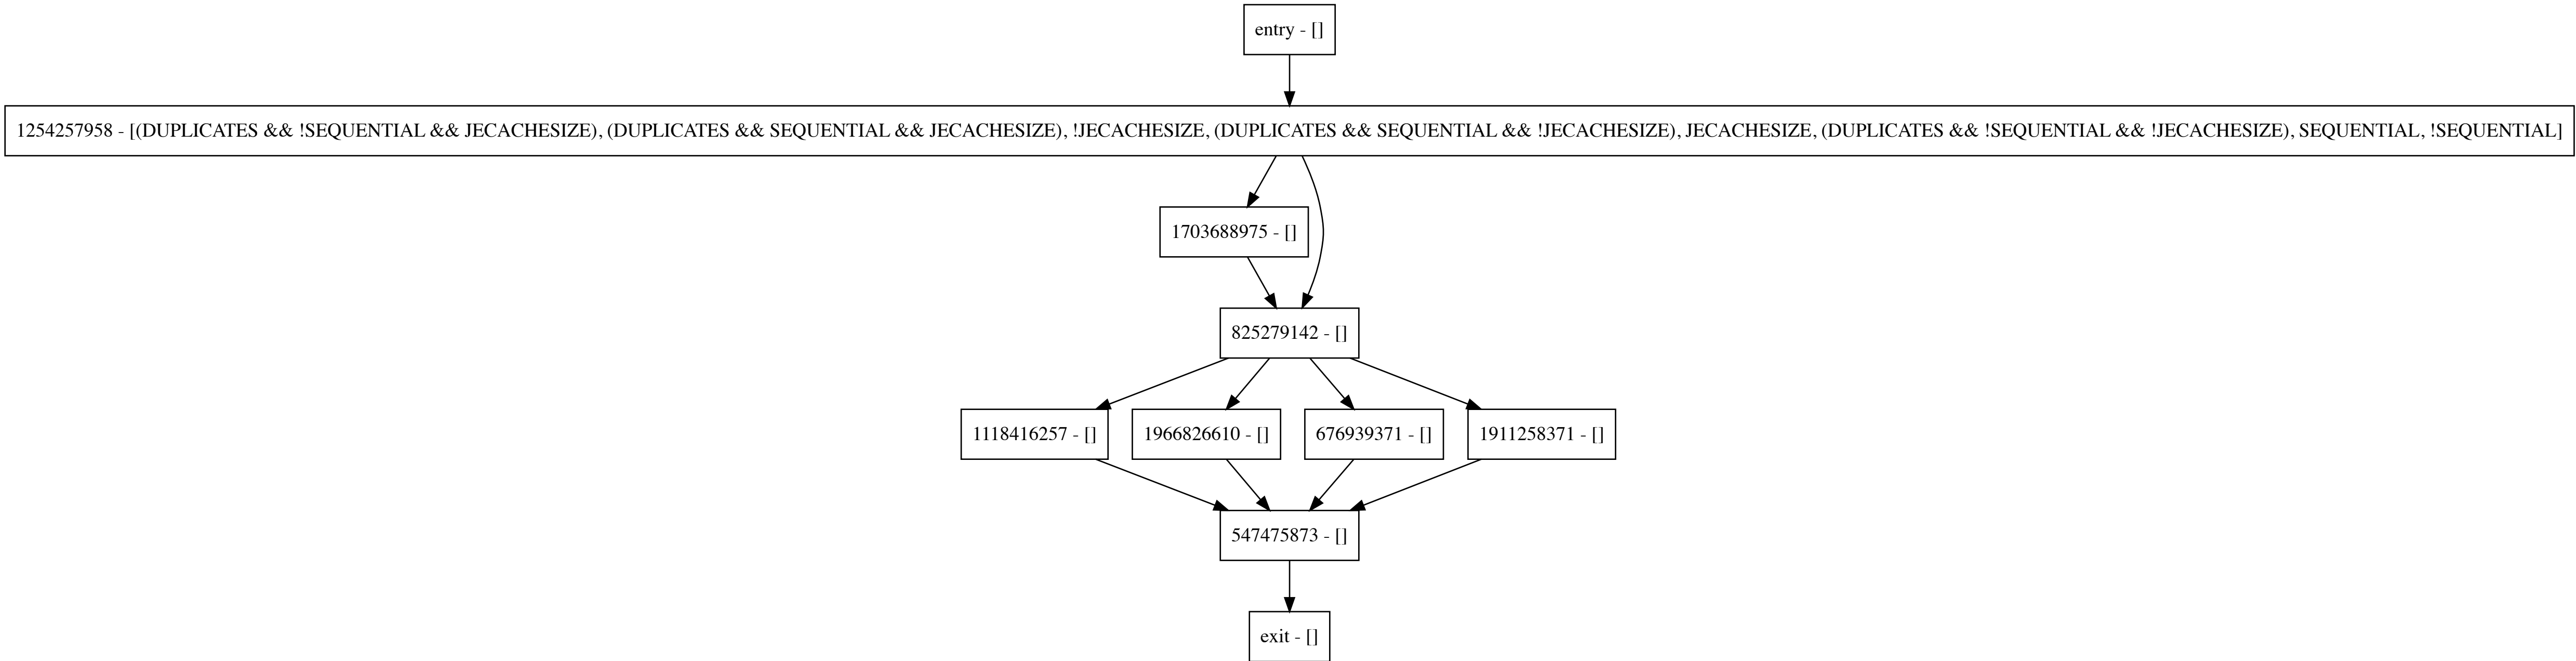 entry - []
1254257958 - [(DUPLICATES && !SEQUENTIAL && JECACHESIZE), (DUPLICATES && SEQUENTIAL && JECACHESIZE), !JECACHESIZE, (DUPLICATES && SEQUENTIAL && !JECACHESIZE), JECACHESIZE, (DUPLICATES && !SEQUENTIAL && !JECACHESIZE), SEQUENTIAL, !SEQUENTIAL]
1703688975 - []
825279142 - []
1118416257 - []
1966826610 - []
676939371 - []
1911258371 - []
547475873 - []
exit - []